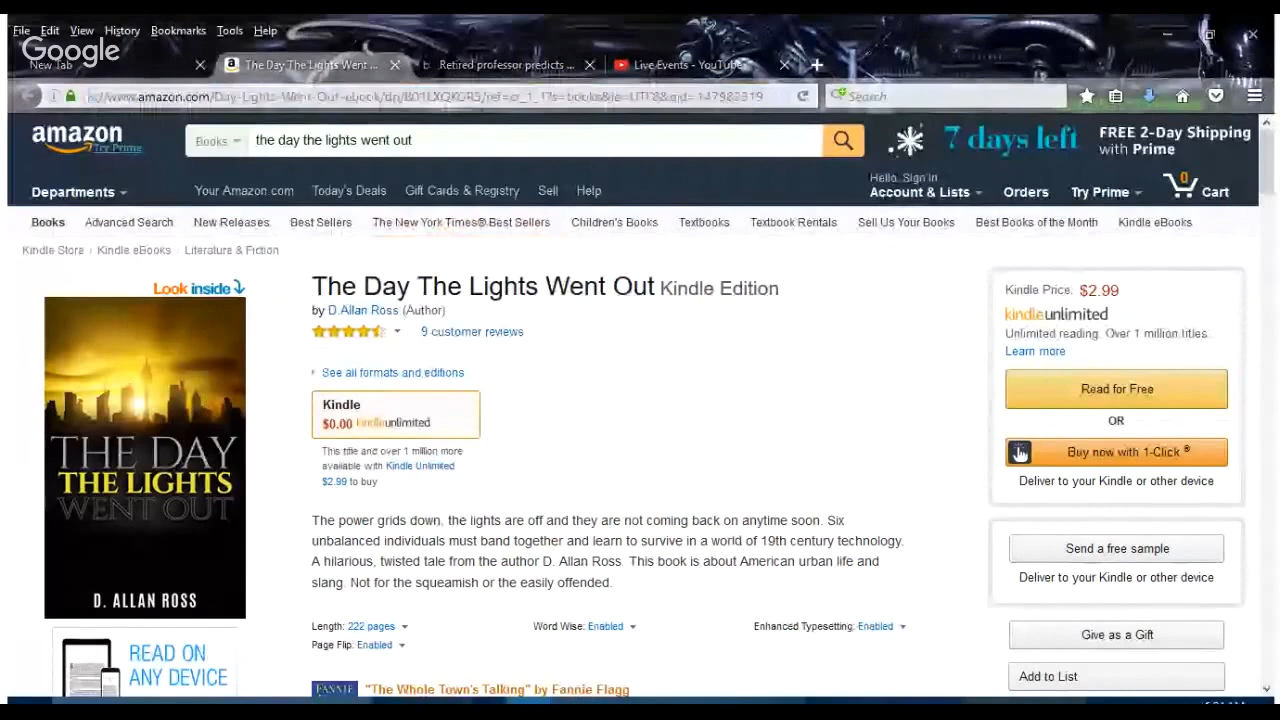 File Edit View History Bookmarks Tools Help
Google
New Tab
The Day The Lights Went ...
Retired professor predicts ...
Live Events - YouTube
Search
amazon
Try Prime
Books
the day the lights went out
7 days left
FREE 2-Day Shipping
with Prime
Departments
Your Amazon.com Today's Deals Gift Cards & Registry Sell Help
Hello. Sign in
Account & Lists
Orders
Try Prime
0
Cart
Books Advanced Search New Releases Best Sellers The New York Times® Best Sellers Children's Books Textbooks Textbook Rentals Sell Us Your Books Best Books of the Month Kindle eBooks
Kindle Store › Kindle eBooks › Literature & Fiction
Look inside
THE DAY
THE LIGHTS
WENT OUT
D. ALLAN ROSS
READ ON
ANY DEVICE
The Day The Lights Went Out Kindle Edition
by D.Allan Ross (Author)
9 customer reviews
See all formats and editions
Kindle
$0.00 kindleunlimited
This title and over 1 million more
available with Kindle Unlimited
$2.99 to buy
The power grids down, the lights are off and they are not coming back on anytime soon. Six
unbalanced individuals must band together and learn to survive in a world of 19th century technology.
A hilarious, twisted tale from the author D. Allan Ross. This book is about American urban life and
slang. Not for the squeamish or the easily offended.
Length: 222 pages Word Wise: Enabled Enhanced Typesetting: Enabled
Page Flip: Enabled
FANNIE
"The Whole Town's Talking" by Fannie Flagg
Kindle Price: $2.99
kindleunlimited
Unlimited reading. Over 1 million titles.
Learn more
Read for Free
OR
Buy now with 1-Click ®
Deliver to your Kindle or other device
Send a free sample
Deliver to your Kindle or other device
Give as a Gift
Add to List